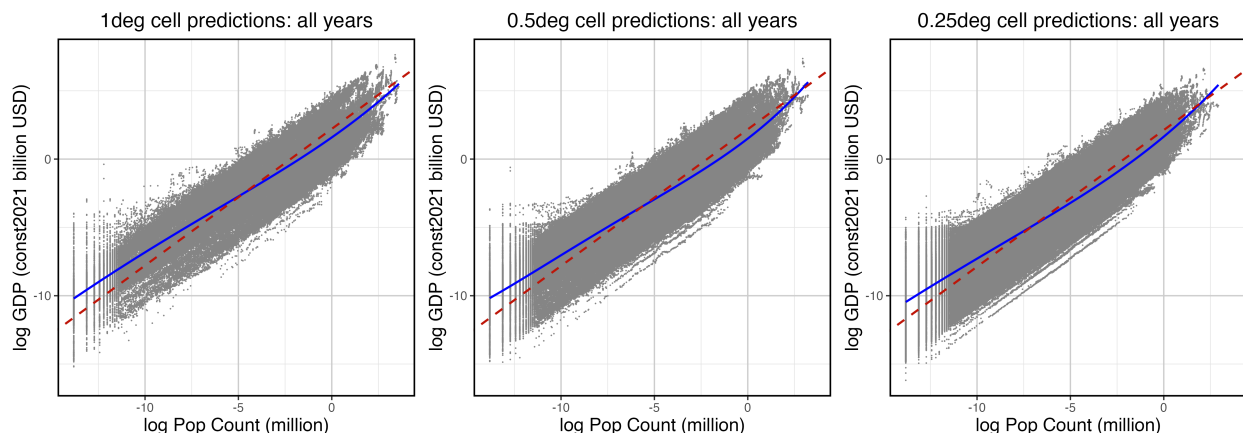 1deg cell predictions: all years
log GDP (const2021 billion USD)
0
-10
-10
-5
0
log Pop Count (million)
0.5deg cell predictions: all years
log GDP (const2021 billion USD)
0
-10
-10
-5
0
log Pop Count (million)
0.25deg cell predictions: all years
log GDP (const2021 billion USD)
0
-10
-10
-5
0
log Pop Count (million)